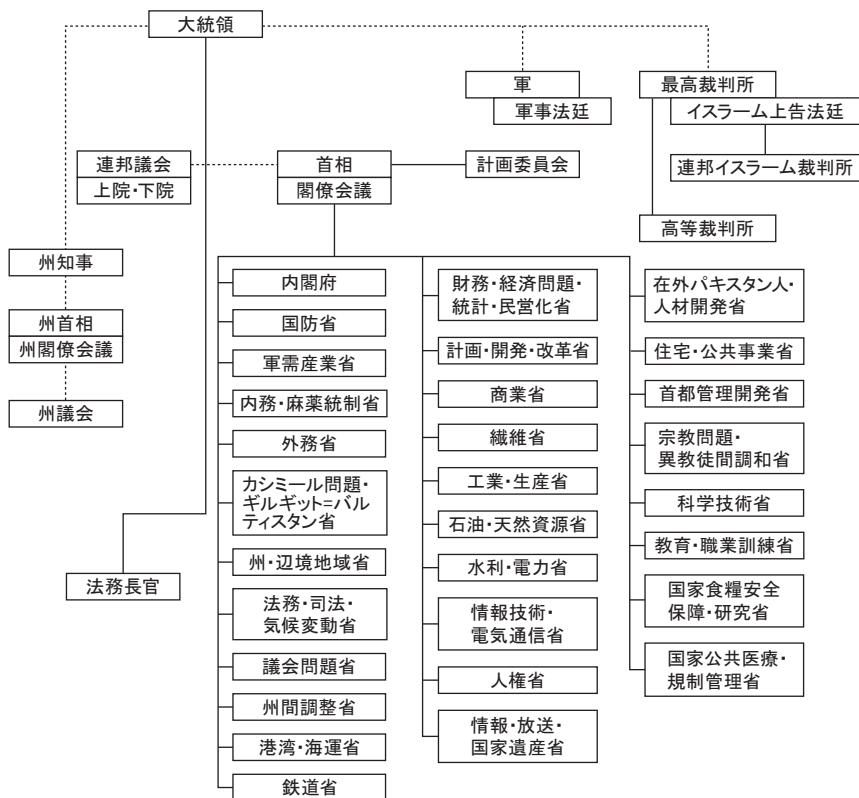 大統領
軍
軍事法廷
最高裁判所
イスラーム上告法廷
連邦イスラーム裁判所
高等裁判所
連邦議会
上院・下院
首相
閣僚会議
計画委員会
州知事
州首相
州閣僚会議
州議会
法務長官
内閣府
国防省
軍需産業省
内務・麻薬統制省
外務省
カシミール問題・
ギルギット=バル
ティスタン省
州・辺境地域省
法務・司法・
気候変動省
議会問題省
州間調整省
港湾・海運省
鉄道省
財務・経済問題・
統計・民営化省
計画・開発・改革省
商業省
繊維省
工業・生産省
石油・天然資源省
水利・電力省
情報技術・
電気通信省
人権省
情報・放送・
国家遺産省
在外パキスタン人・
人材開発省
住宅・公共事業省
首都管理開発省
宗教問題・
異教徒間調和省
科学技術省
教育・職業訓練省
国家食糧安全
保障・研究省
国家公共医療・
規制管理省